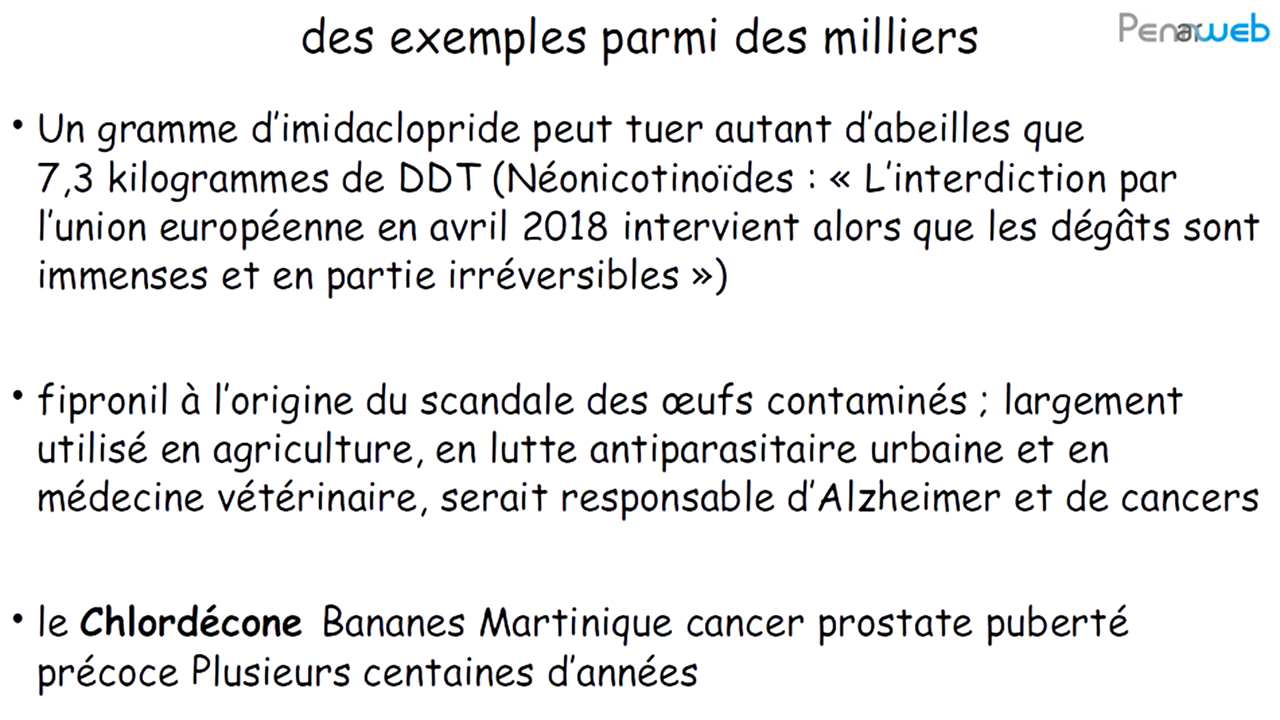 des exemples parmi des milliers
Penarweb
• Un gramme d'imidaclopride peut tuer autant d'abeilles que
7,3 kilogrammes de DDT (Néonicotinoïdes : « L'interdiction par
l'union européenne en avril 2018 intervient alors que les dégâts sont
immenses et en partie irréversibles »)
• fipronil à l'origine du scandale des œufs contaminés ; largement
utilisé en agriculture, en lutte antiparasitaire urbaine et en
médecine vétérinaire, serait responsable d'Alzheimer et de cancers
• le Chlordécone Bananes Martinique cancer prostate puberté
précoce Plusieurs centaines d'années